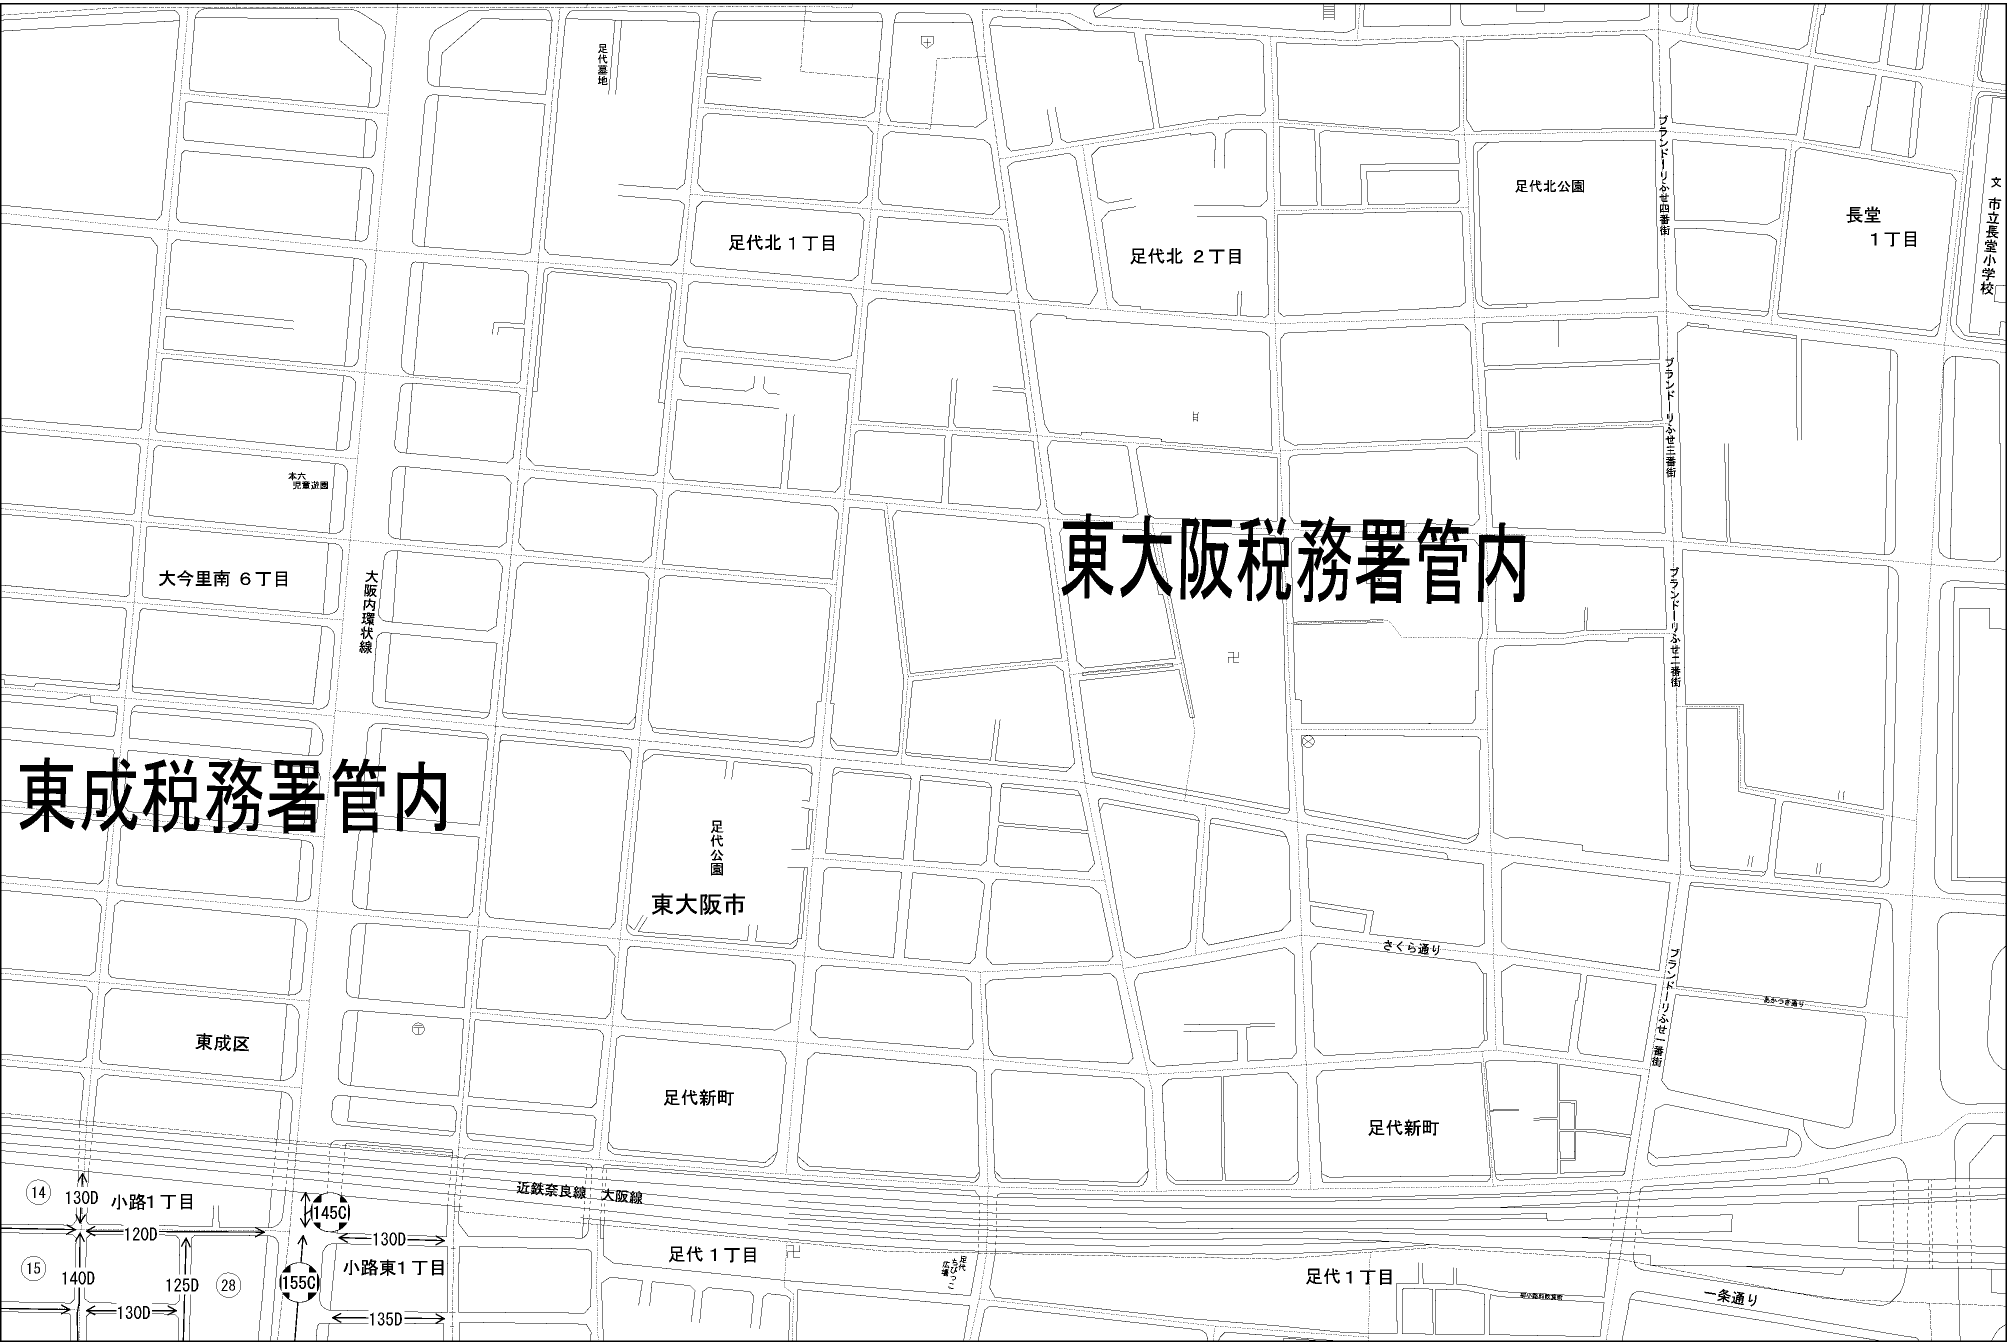 足代墓地
足代北１丁目
足代北 ２丁目
足代北公園
ブランドーリふせ四番街
長堂
１丁目
文 市立長堂小学校
ブランドーリふせ三番街
本六
児童遊園
東大阪税務署管内
大今里南 ６丁目
大阪内環状線
ブランドーリふせ二番街
東成税務署管内
足代公園
東大阪市
さくら通り
ブランドーリふせ一番街
あかつき通り
東成区
足代新町
足代新町
近鉄奈良線 大阪線
14
130D
小路１丁目
145C
120D
130D
15
140D
125D
28
155C
小路東１丁目
130D
135D
足代１丁目
足代
ちびっこ
広場
足代１丁目
一条通り